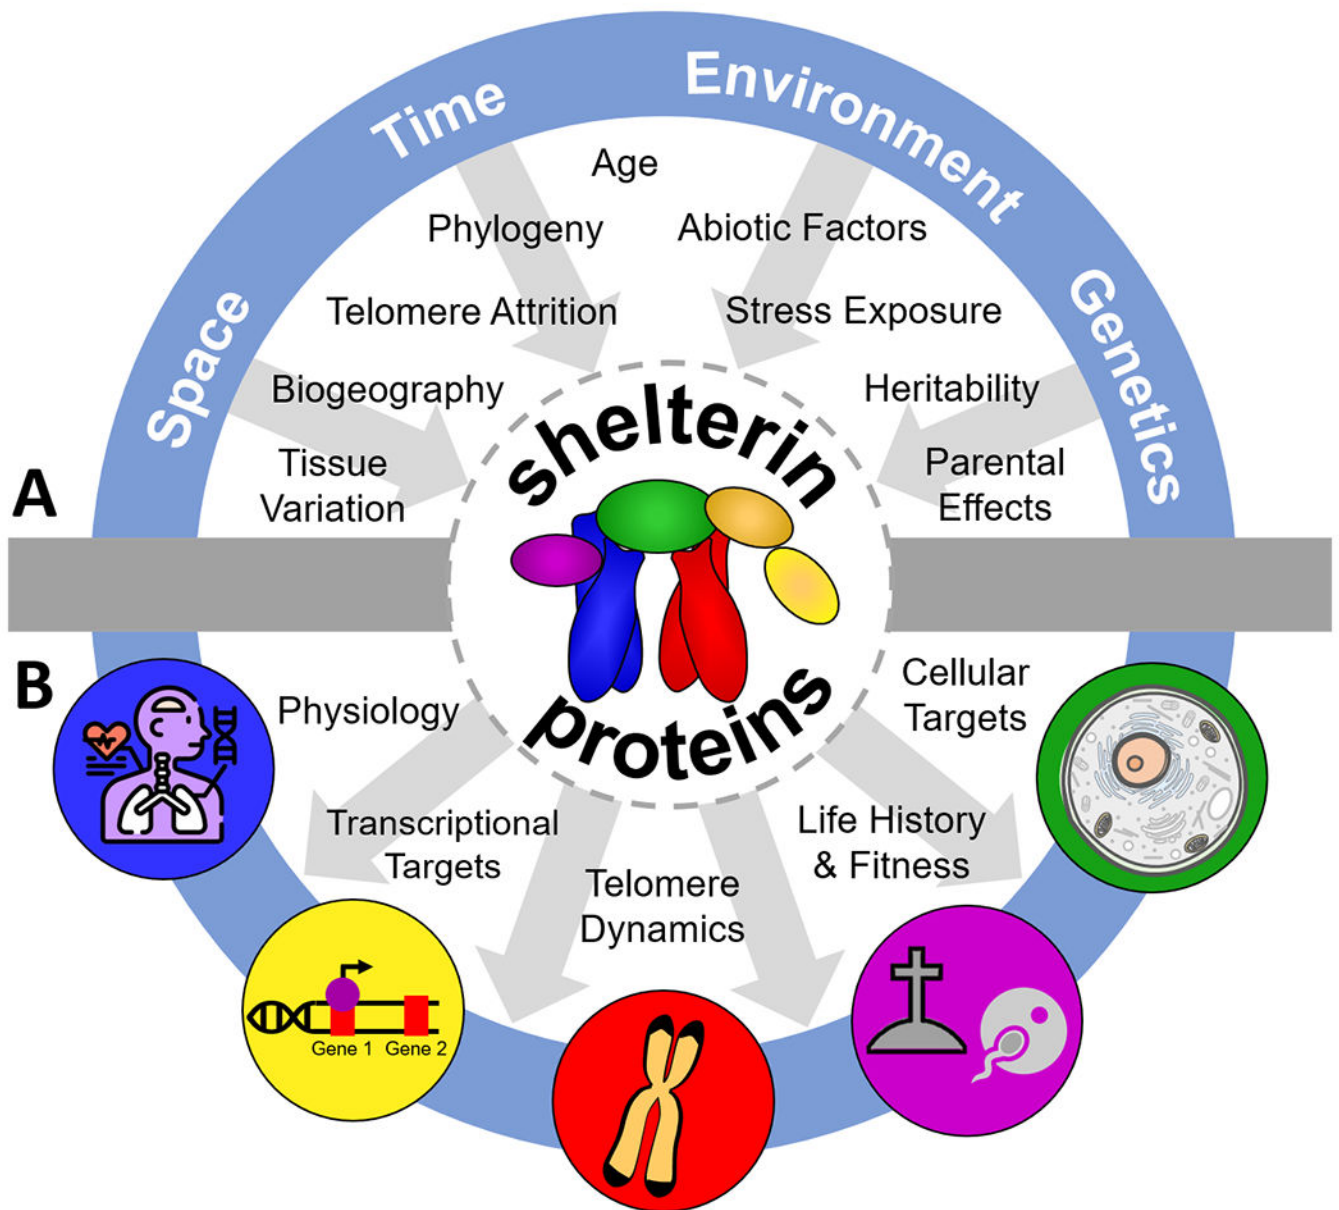 Time
Environment
Space
Genetics
Age
Phylogeny
Abiotic Factors
Telomere Attrition
Stress Exposure
Biogeography
Heritability
Tissue
Variation
Parental
Effects
A
shelterin
proteins
B
Physiology
Cellular
Targets
Transcriptional
Targets
Life History
& Fitness
Telomere
Dynamics
Gene 1
Gene 2